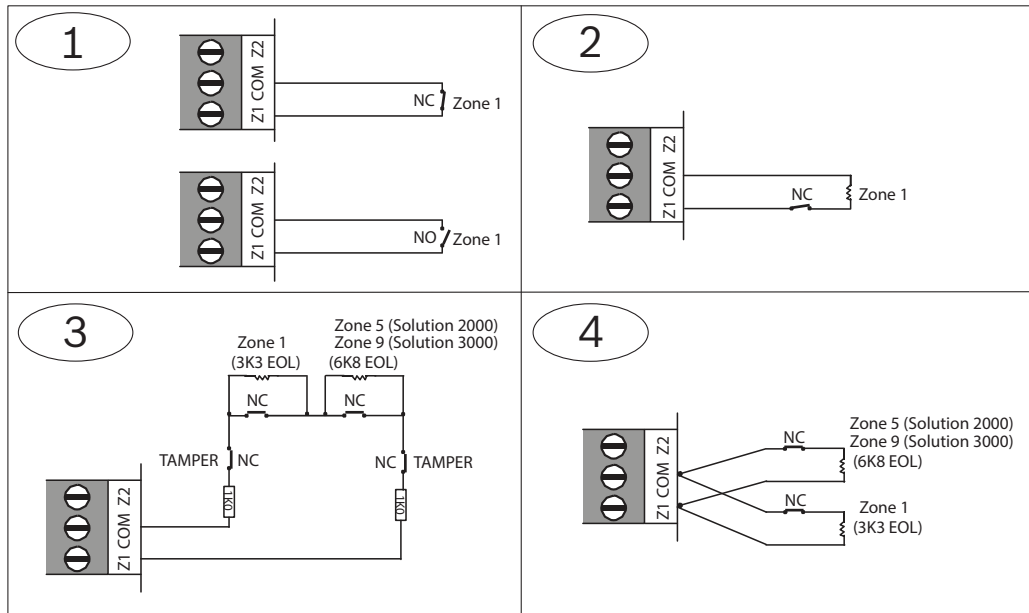 1
Z1 COM Z2
NC
Zone 1
Z1 COM Z2
NO
Zone 1
2
Z1 COM Z2
NC
Zone 1
3
Zone 1
(3K3 EOL)
Zone 5 (Solution 2000)
Zone 9 (Solution 3000)
(6K8 EOL)
NC
NC
TAMPER
NC
NC
TAMPER
1K0
1K0
Z1 COM Z2
4
Z1 COM Z2
NC
Zone 5 (Solution 2000)
Zone 9 (Solution 3000)
(6K8 EOL)
NC
Zone 1
(3K3 EOL)